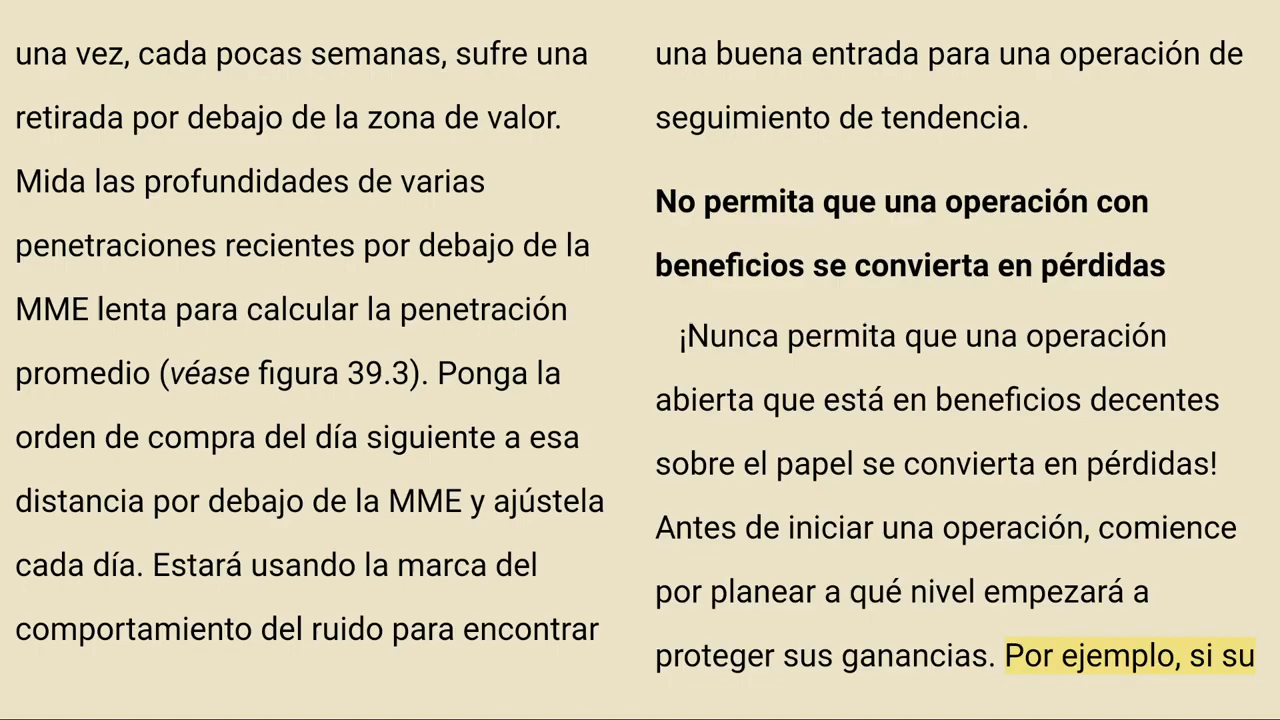 una vez, cada pocas semanas, sufre una
retirada por debajo de la zona de valor.
Mida las profundidades de varias
penetraciones recientes por debajo de la
MME lenta para calcular la penetración
promedio (véase figura 39.3). Ponga la
orden de compra del día siguiente a esa
distancia por debajo de la MME y ajústela
cada día. Estará usando la marca del
comportamiento del ruido para encontrar
una buena entrada para una operación de
seguimiento de tendencia.
No permita que una operación con
beneficios se convierta en pérdidas
¡Nunca permita que una operación
abierta que está en beneficios decentes
sobre el papel se convierta en pérdidas!
Antes de iniciar una operación, comience
por planear a qué nivel empezará a
proteger sus ganancias. Por ejemplo, si su